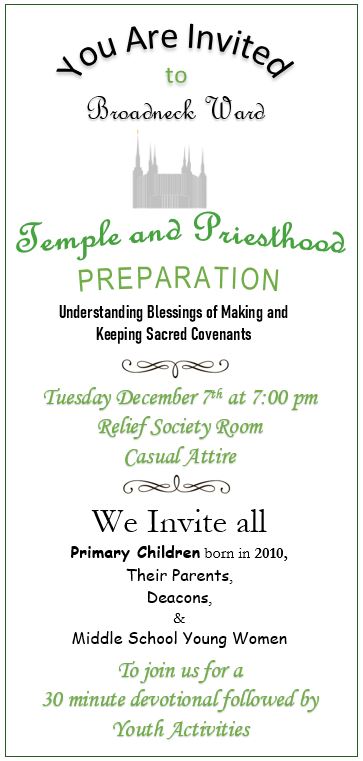 You Are Invited
to
Broadneck Ward
Temple and Priesthood
PREPARATION
Understanding Blessings of Making and
Keeping Sacred Covenants
Tuesday December 7th at 7:00 pm
Relief Society Room
Casual Attire
We Invite all
Primary Children born in 2010,
Their Parents,
Deacons,
&
Middle School Young Women
To join us for a
30 minute devotional followed by
Youth Activities